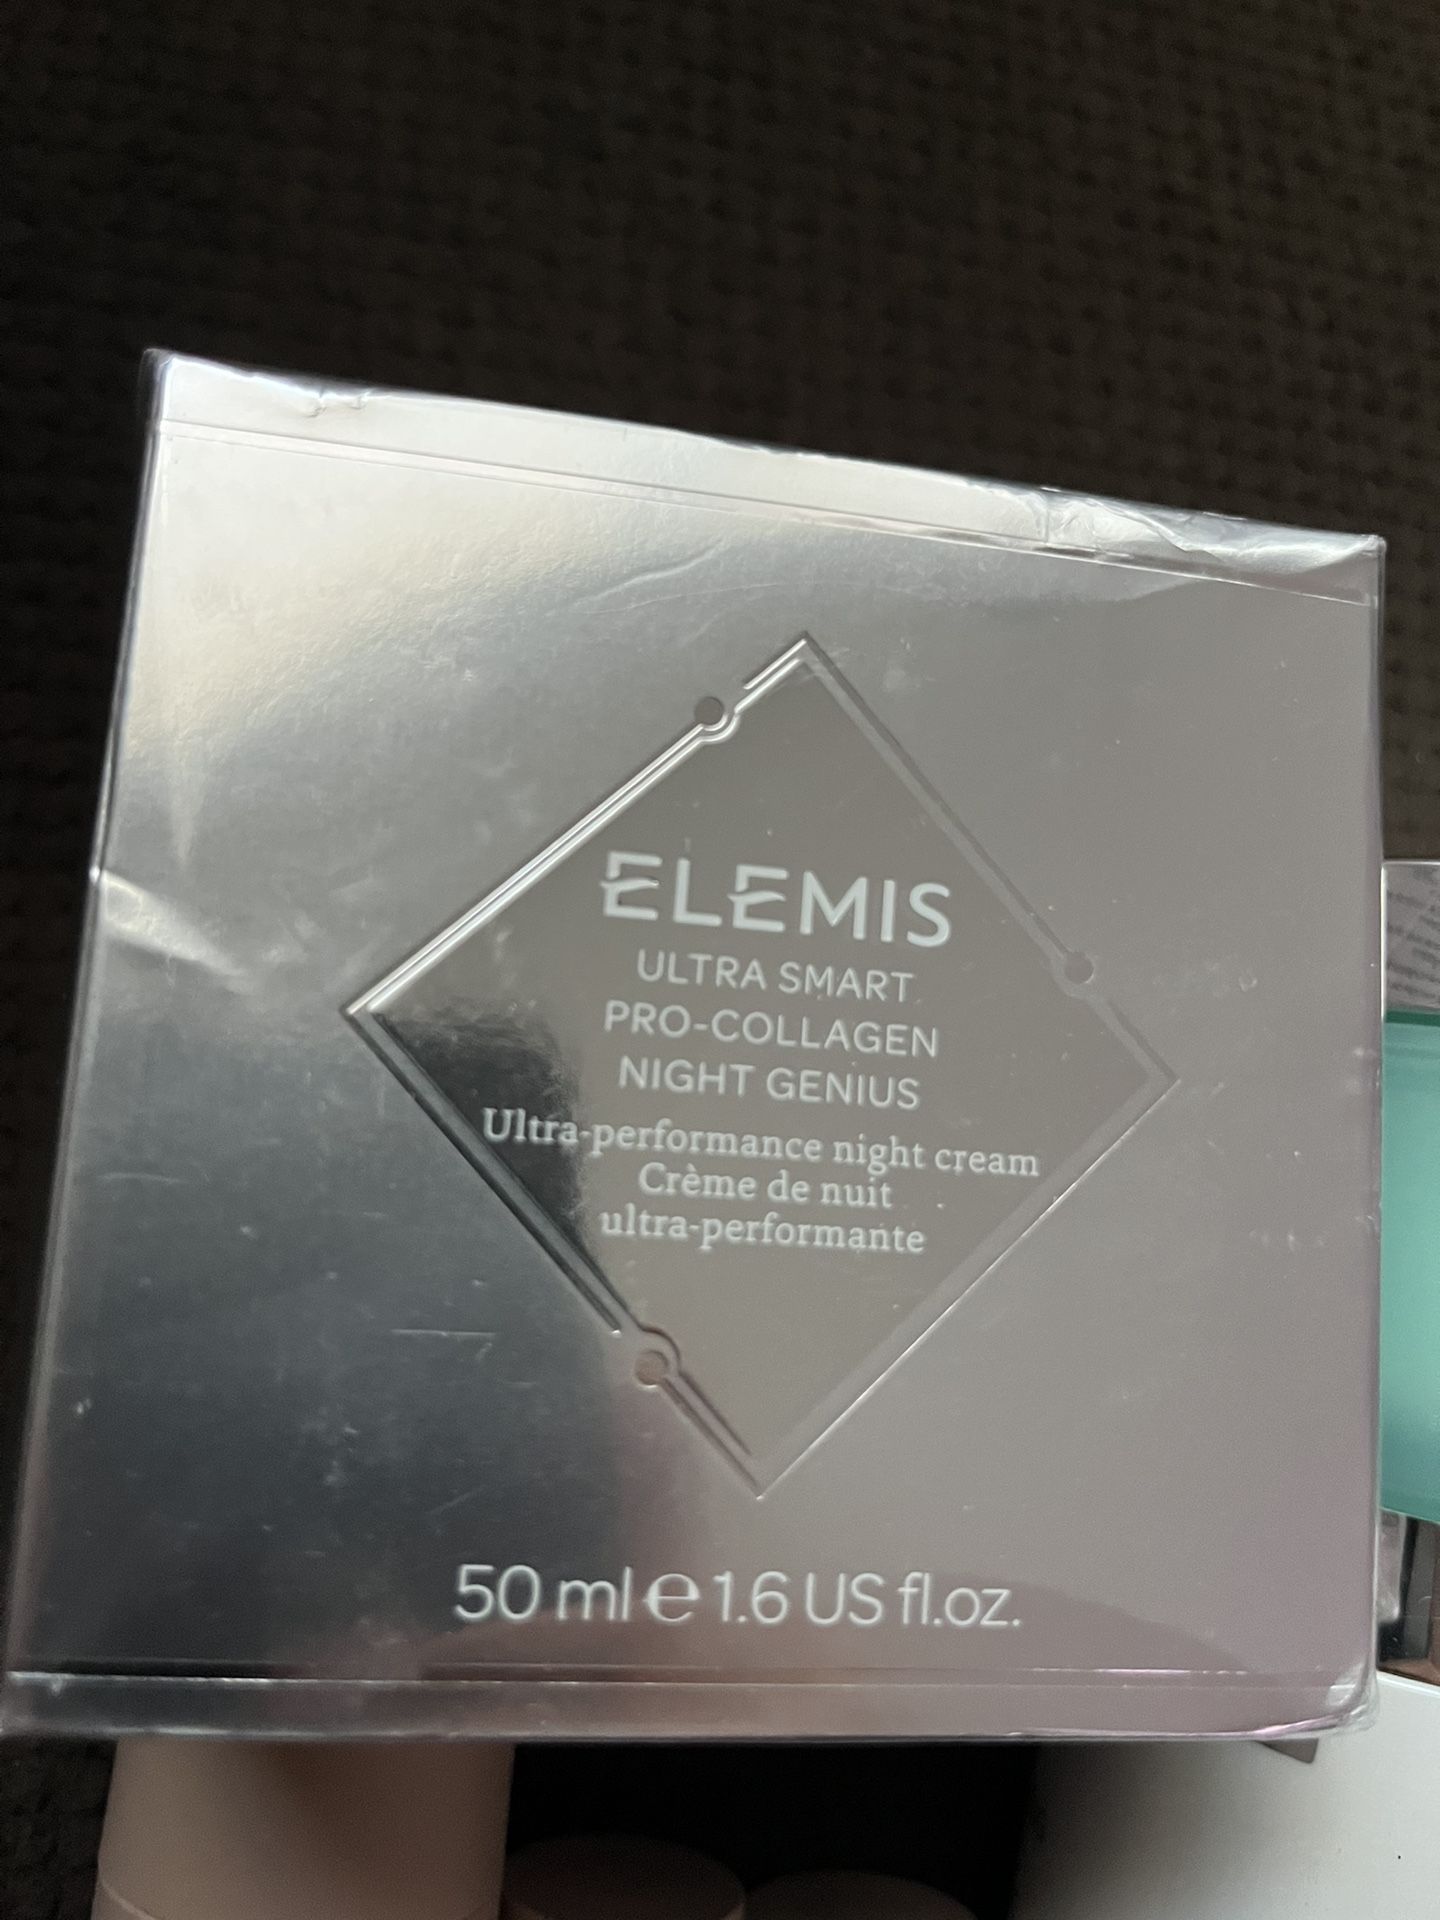 ELEMIS
ULTRA SMART
PRO-COLLAGEN
NIGHT GENIUS
Ultra-performance night cream
Crème de nuit
ultra-performante
50 ml e 1.6 US fl.oz.